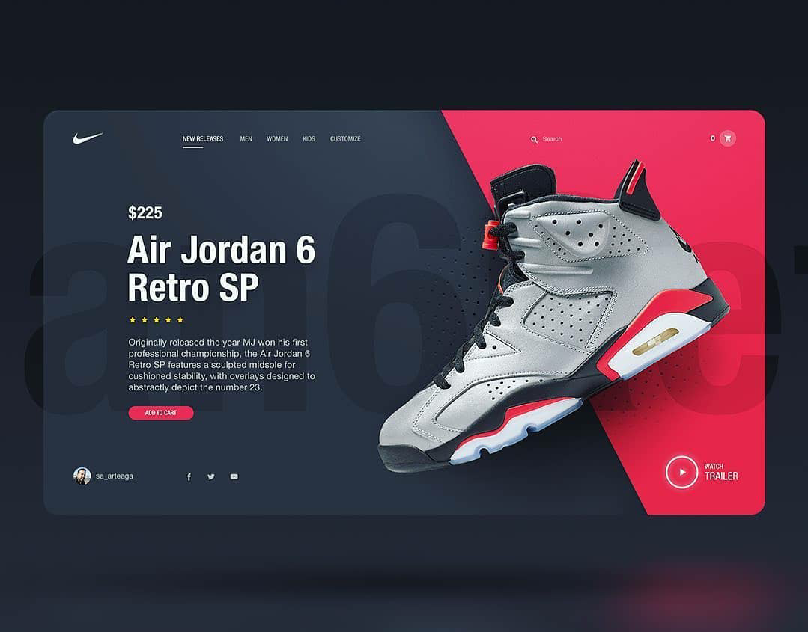 NEW RELEASES MEN WOMEN KIDS CUSTOMIZE
Search
0
$225
Air Jordan 6
Retro SP
Originally released the year MJ won his first
professional championship, the Air Jordan 6
Retro SP features a sculpted midsole for
cushioned stability, with overlays designed to
abstractly depict the number 23.
ADD TO CART
se_arteaga
WATCH
TRAILER